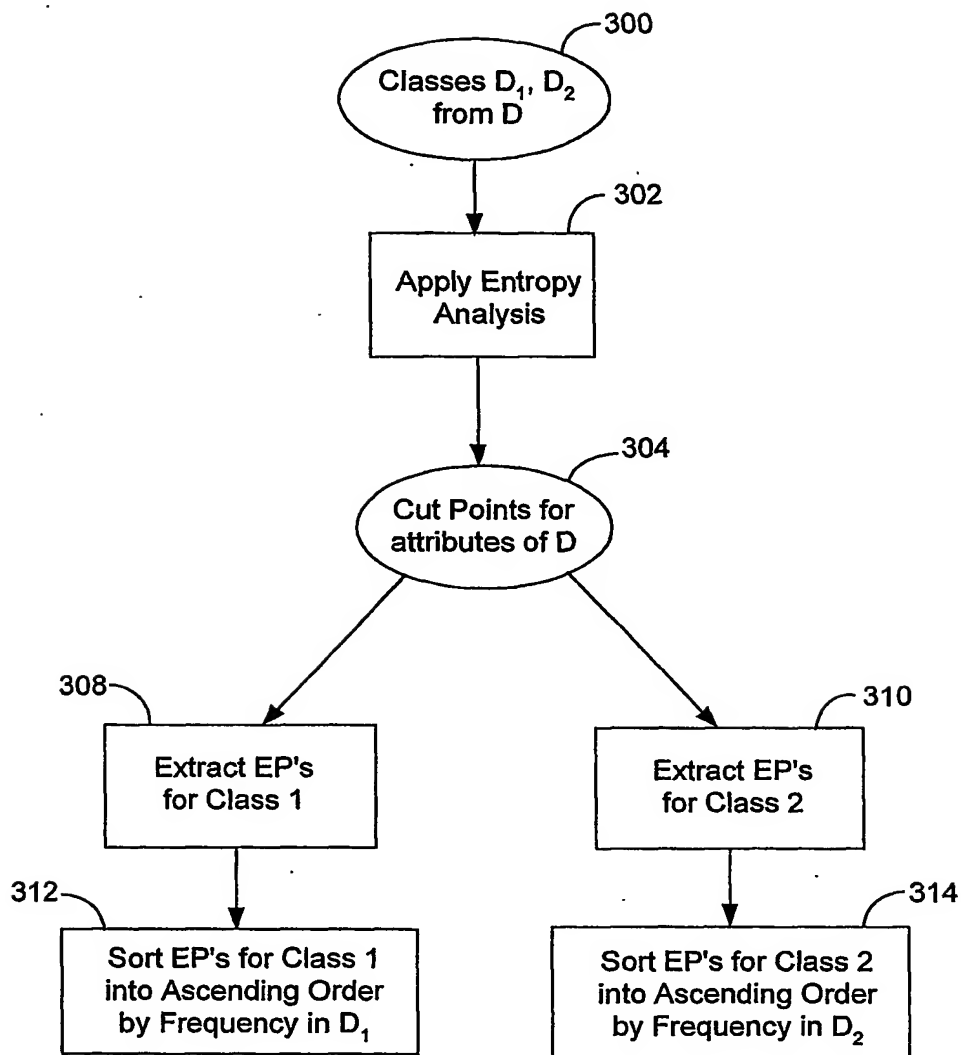 300
Classes D₁, D₂
from D
302
Apply Entropy
Analysis
304
Cut Points for
attributes of D
308
Extract EP's
for Class 1
310
Extract EP's
for Class 2
312
Sort EP's for Class 1
into Ascending Order
by Frequency in D₁
314
Sort EP's for Class 2
into Ascending Order
by Frequency in D₂